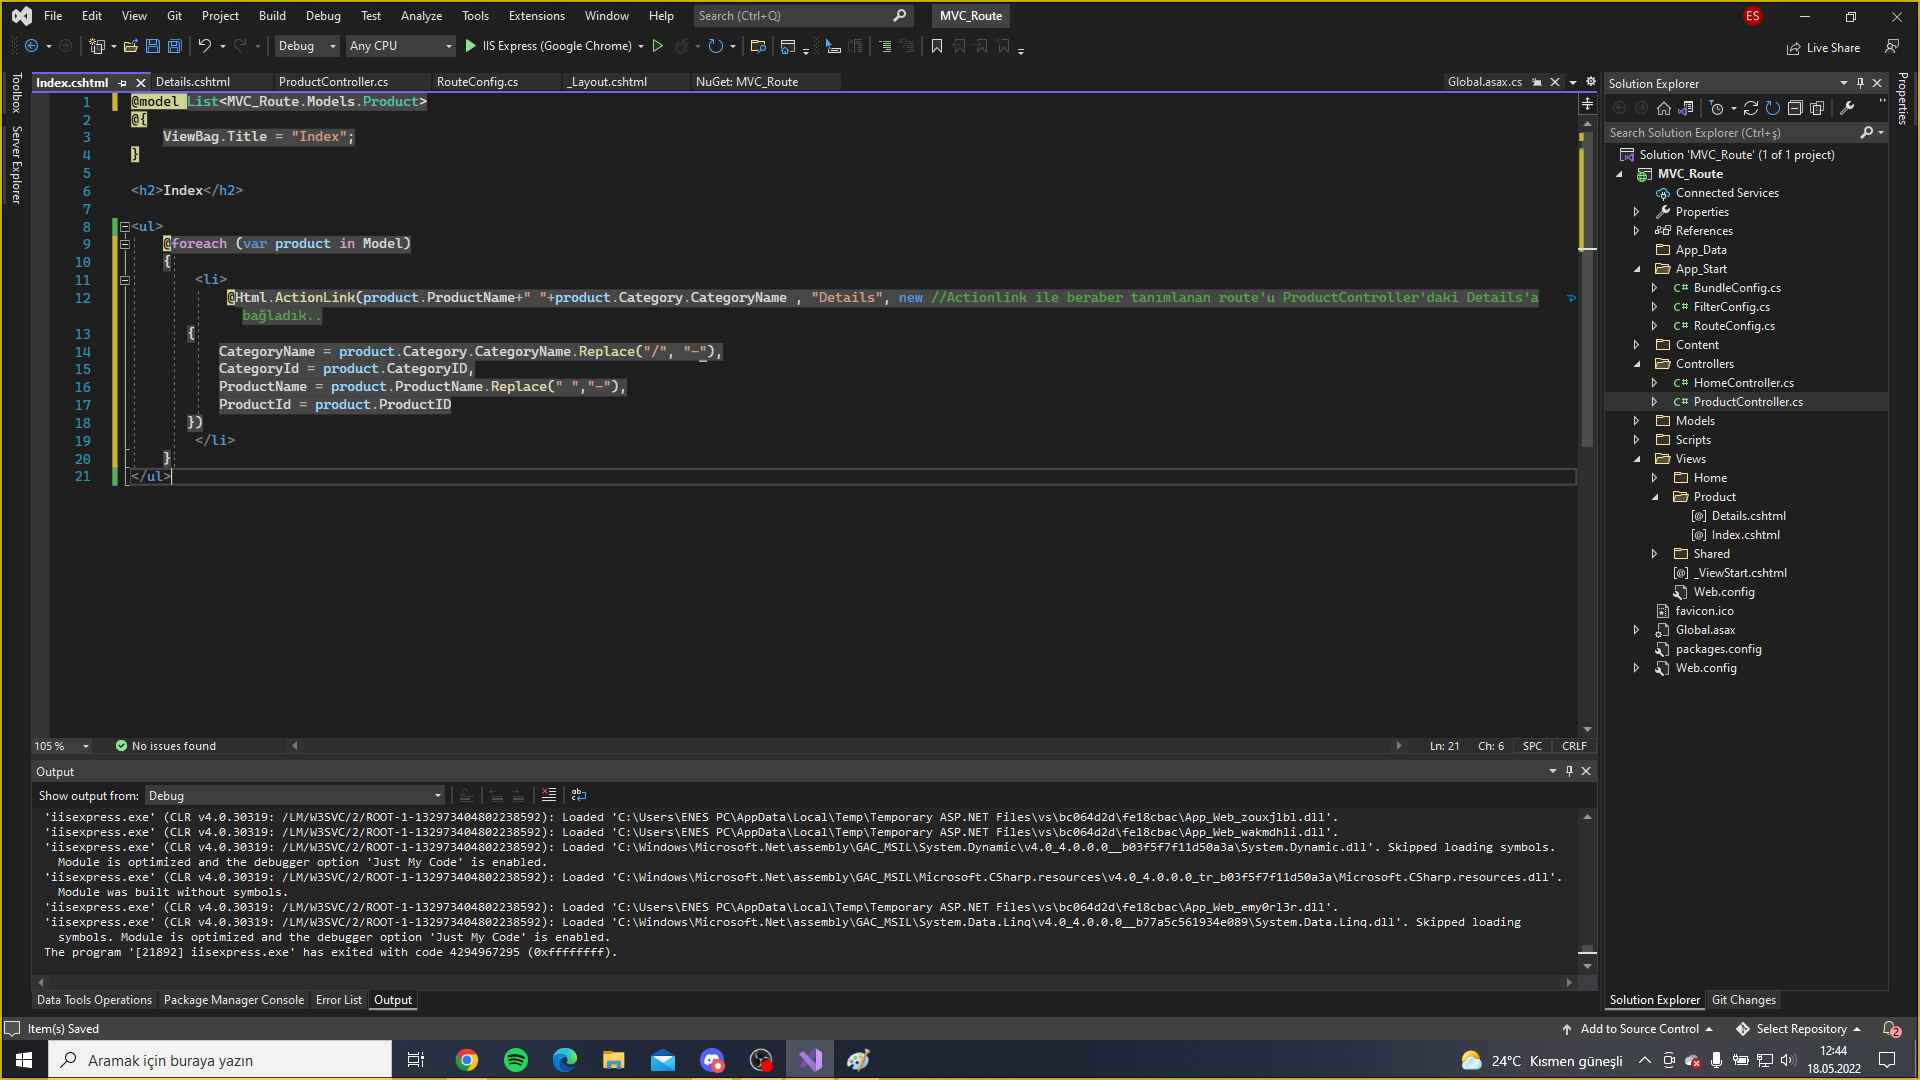 File Edit View Git Project Build Debug Test Analyze Tools Extensions Window Help Search (Ctrl+Q) MVC_Route ES
Debug Any CPU IIS Express (Google Chrome) Live Share
Toolbox
Server Explorer
Index.cshtml Details.cshtml ProductController.cs RouteConfig.cs _Layout.cshtml NuGet: MVC_Route Global.asax.cs
1 @model List<MVC_Route.Models.Product>
2 @{
3 ViewBag.Title = "Index";
4 }
5
6 <h2>Index</h2>
7
8 <ul>
9 @foreach (var product in Model)
10 {
11 <li>
12 @Html.ActionLink(product.ProductName+" "+product.Category.CategoryName , "Details", new //Actionlink ile beraber tanımlanan route'u ProductController'daki Details'a
bağladık..
13 {
14 CategoryName = product.Category.CategoryName.Replace("/", "-"),
15 CategoryId = product.CategoryID,
16 ProductName = product.ProductName.Replace(" ","-"),
17 ProductId = product.ProductID
18 })
19 </li>
20 }
21 </ul>
105 % No issues found Ln: 21 Ch: 6 SPC CRLF
Output
Show output from: Debug
'iisexpress.exe' (CLR v4.0.30319: /LM/W3SVC/2/ROOT-1-132973404802238592): Loaded 'C:\Users\ENES PC\AppData\Local\Temp\Temporary ASP.NET Files\vs\bc064d2d\fe18cbac\App_Web_zouxjlbl.dll'.
'iisexpress.exe' (CLR v4.0.30319: /LM/W3SVC/2/ROOT-1-132973404802238592): Loaded 'C:\Users\ENES PC\AppData\Local\Temp\Temporary ASP.NET Files\vs\bc064d2d\fe18cbac\App_Web_wakmdhli.dll'.
'iisexpress.exe' (CLR v4.0.30319: /LM/W3SVC/2/ROOT-1-132973404802238592): Loaded 'C:\Windows\Microsoft.Net\assembly\GAC_MSIL\System.Dynamic\v4.0_4.0.0.0__b03f5f7f11d50a3a\System.Dynamic.dll'. Skipped loading symbols.
Module is optimized and the debugger option 'Just My Code' is enabled.
'iisexpress.exe' (CLR v4.0.30319: /LM/W3SVC/2/ROOT-1-132973404802238592): Loaded 'C:\Windows\Microsoft.Net\assembly\GAC_MSIL\Microsoft.CSharp.resources\v4.0_4.0.0.0_tr_b03f5f7f11d50a3a\Microsoft.CSharp.resources.dll'.
Module was built without symbols.
'iisexpress.exe' (CLR v4.0.30319: /LM/W3SVC/2/ROOT-1-132973404802238592): Loaded 'C:\Users\ENES PC\AppData\Local\Temp\Temporary ASP.NET Files\vs\bc064d2d\fe18cbac\App_Web_emy0rl3r.dll'.
'iisexpress.exe' (CLR v4.0.30319: /LM/W3SVC/2/ROOT-1-132973404802238592): Loaded 'C:\Windows\Microsoft.Net\assembly\GAC_MSIL\System.Data.Linq\v4.0_4.0.0.0__b77a5c561934e089\System.Data.Linq.dll'. Skipped loading
symbols. Module is optimized and the debugger option 'Just My Code' is enabled.
The program '[21892] iisexpress.exe' has exited with code 4294967295 (0xffffffff).
Data Tools Operations Package Manager Console Error List Output
Solution Explorer
Search Solution Explorer (Ctrl+ş)
Solution 'MVC_Route' (1 of 1 project)
MVC_Route
Connected Services
Properties
References
App_Data
App_Start
C# BundleConfig.cs
C# FilterConfig.cs
C# RouteConfig.cs
Content
Controllers
C# HomeController.cs
C# ProductController.cs
Models
Scripts
Views
Home
Product
[@] Details.cshtml
[@] Index.cshtml
Shared
[@] _ViewStart.cshtml
Web.config
favicon.ico
Global.asax
packages.config
Web.config
Solution Explorer Git Changes
Properties
Item(s) Saved Add to Source Control Select Repository 2
Aramak için buraya yazın 24°C Kısmen güneşli 12:44
18.05.2022